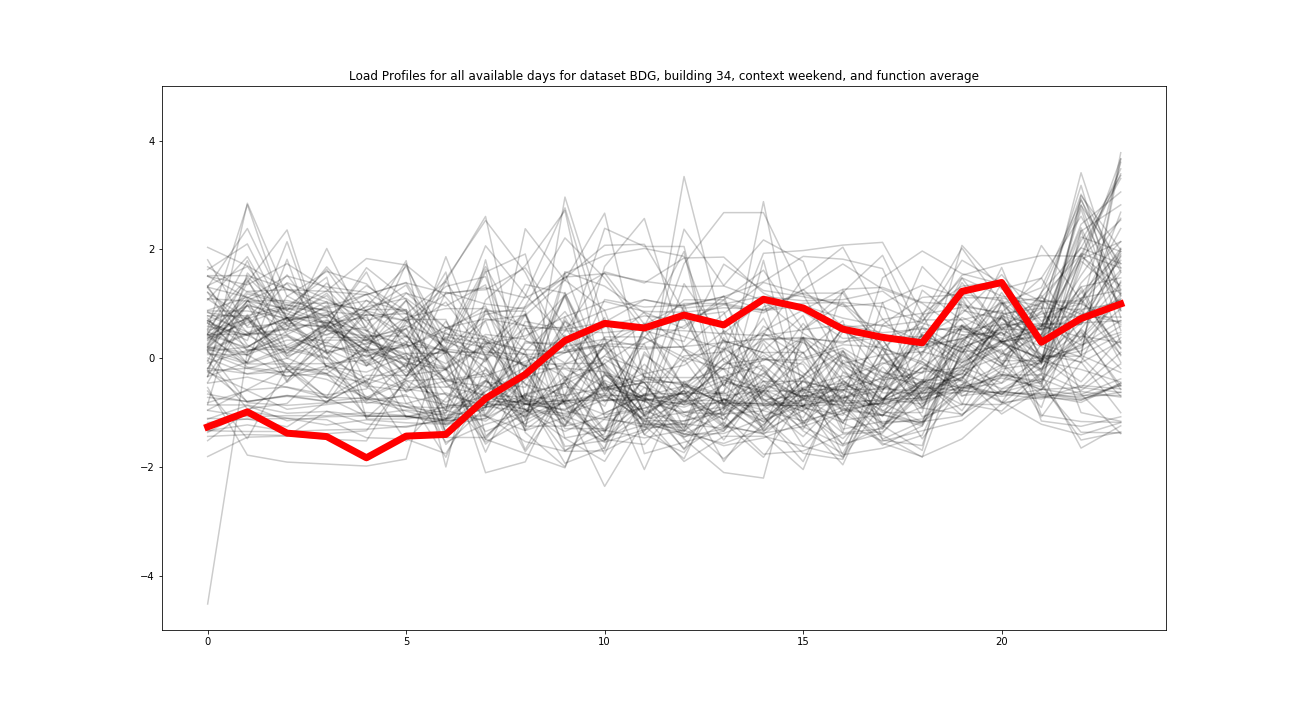 Load Profiles for all available days for dataset BDG, building 34, context weekend, and function average
4
2
0
−2
−4
0 5 10 15 20